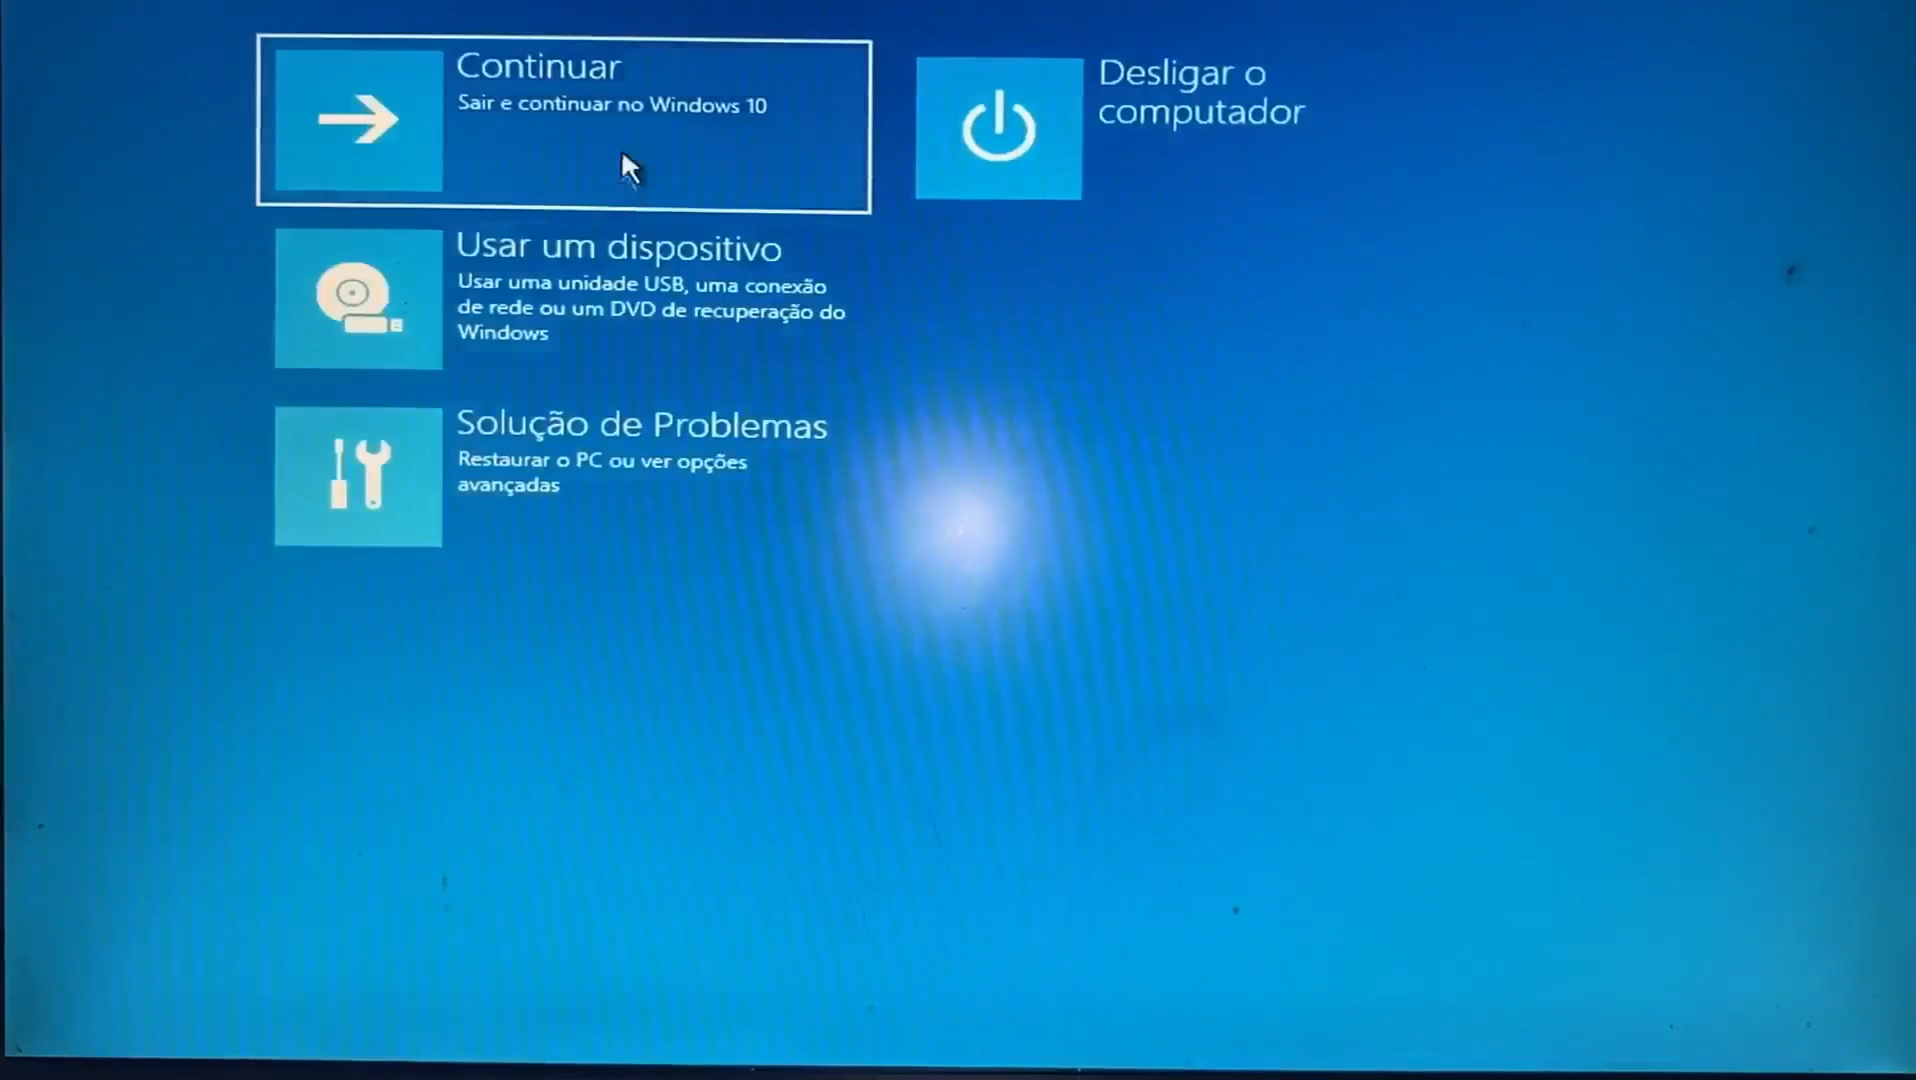 Continuar
Sair e continuar no Windows 10
Desligar o
computador
Usar um dispositivo
Usar uma unidade USB, uma conexão
de rede ou um DVD de recuperação do
Windows
Solução de Problemas
Restaurar o PC ou ver opções
avançadas